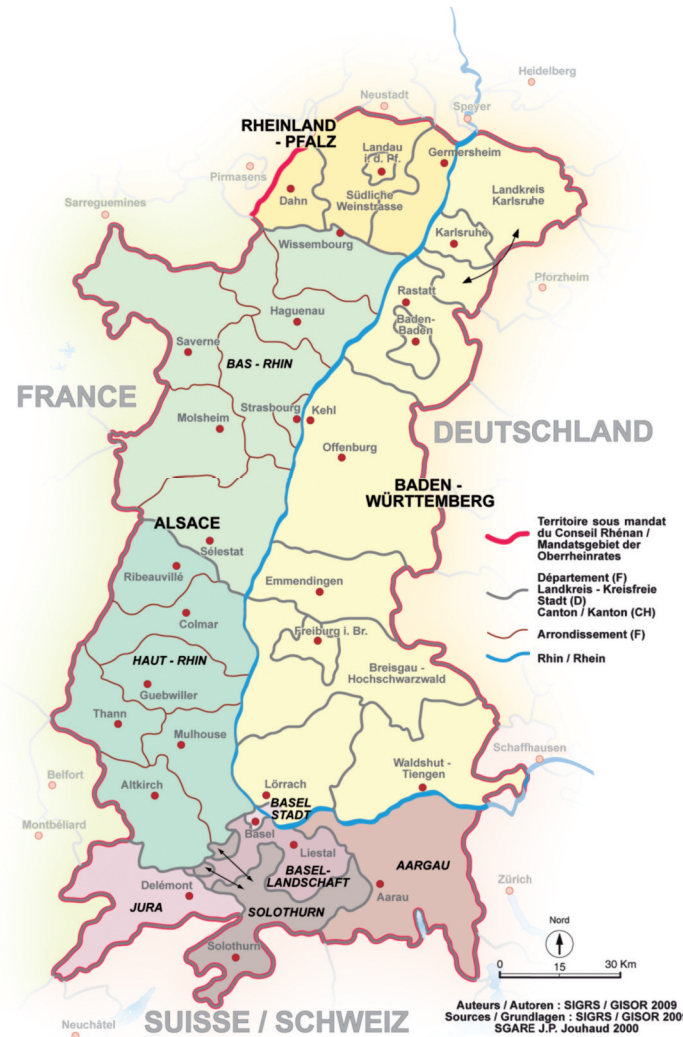 Heidelberg
Neustadt
Speyer
RHEINLAND
- PFALZ
Landau
i. d. Pf.
Germersheim
Pirmasens
Landkreis
Karlsruhe
Dahn
Südliche
Weinstrasse
Sarreguemines
Karlsruhe
Wissembourg
Pforzheim
Rastatt
Haguenau
Baden-
Baden
Saverne
BAS - RHIN
FRANCE
Strasbourg
Kehl
Molsheim
DEUTSCHLAND
Offenburg
BADEN -
WÜRTTEMBERG
ALSACE
Sélestat
Territoire sous mandat
du Conseil Rhénan /
Mandatsgebiet der
Oberrheinrates
Ribeauvillé
Emmendingen
Département (F)
Landkreis - Kreisfreie
Stadt (D)
Canton / Kanton (CH)
Colmar
Freiburg i. Br.
Arrondissement (F)
HAUT - RHIN
Rhin / Rhein
Breisgau -
Hochschwarzwald
Guebwiller
Thann
Mulhouse
Schaffhausen
Waldshut -
Tiengen
Belfort
Altkirch
Lörrach
BASEL
STADT
Montbéliard
Basel
Liestal
BASEL-
LANDSCHAFT
AARGAU
Zürich
Delémont
Aarau
JURA
SOLOTHURN
Nord
Solothurn
0 15 30 Km
Auteurs / Autoren : SIGRS / GISOR 2009
Sources / Grundlagen : SIGRS / GISOR 2009
SGARE J.P. Jouhaud 2000
Neuchâtel
SUISSE / SCHWEIZ